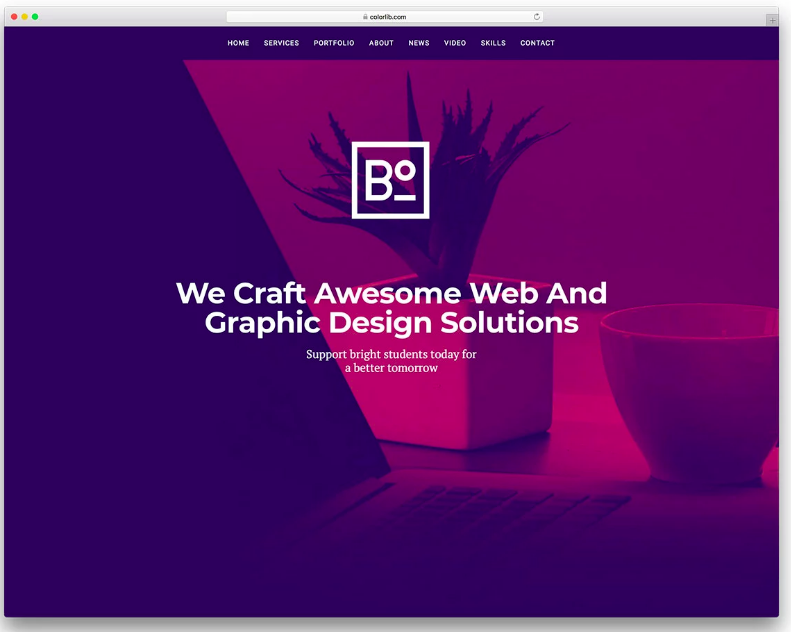 colorlib.com
HOME SERVICES PORTFOLIO ABOUT NEWS VIDEO SKILLS CONTACT
Bo
We Craft Awesome Web And
Graphic Design Solutions
Support bright students today for
a better tomorrow